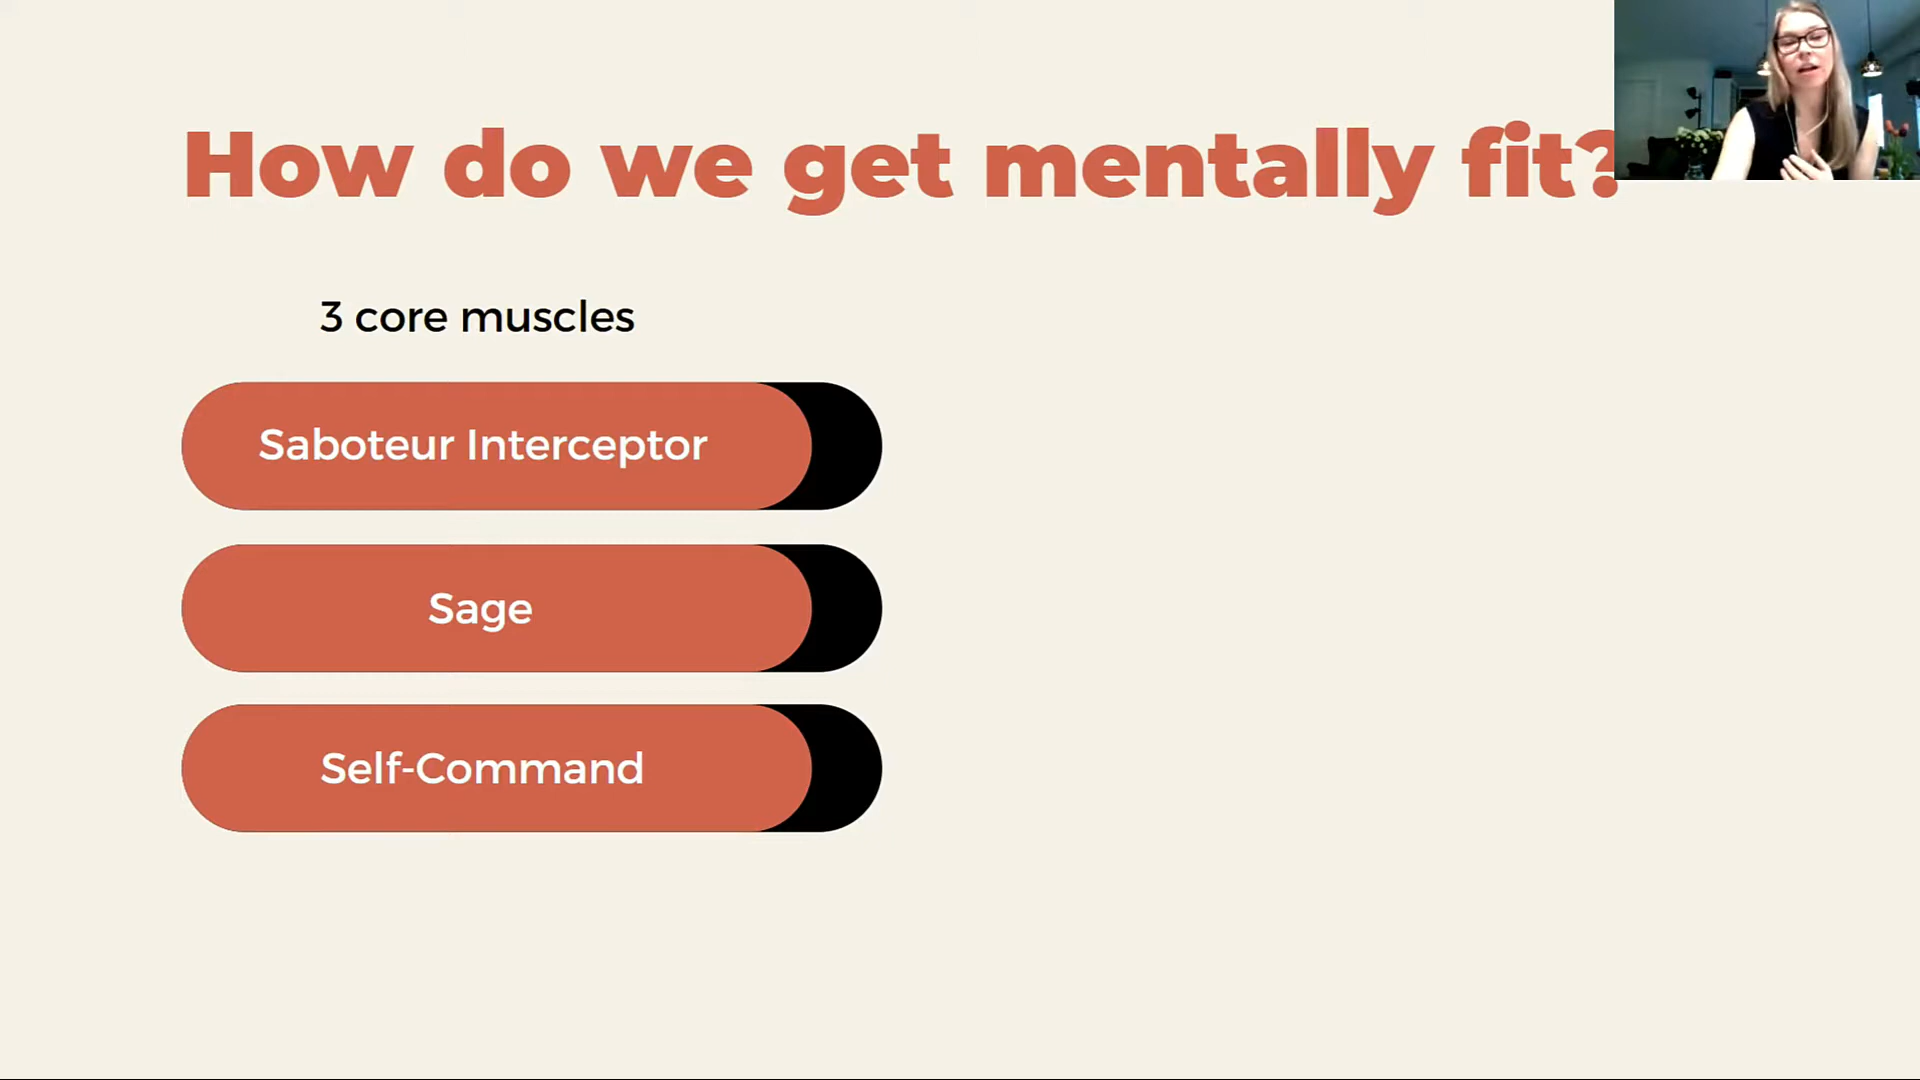 How do we get mentally fit?
3 core muscles
Saboteur Interceptor
Sage
Self-Command